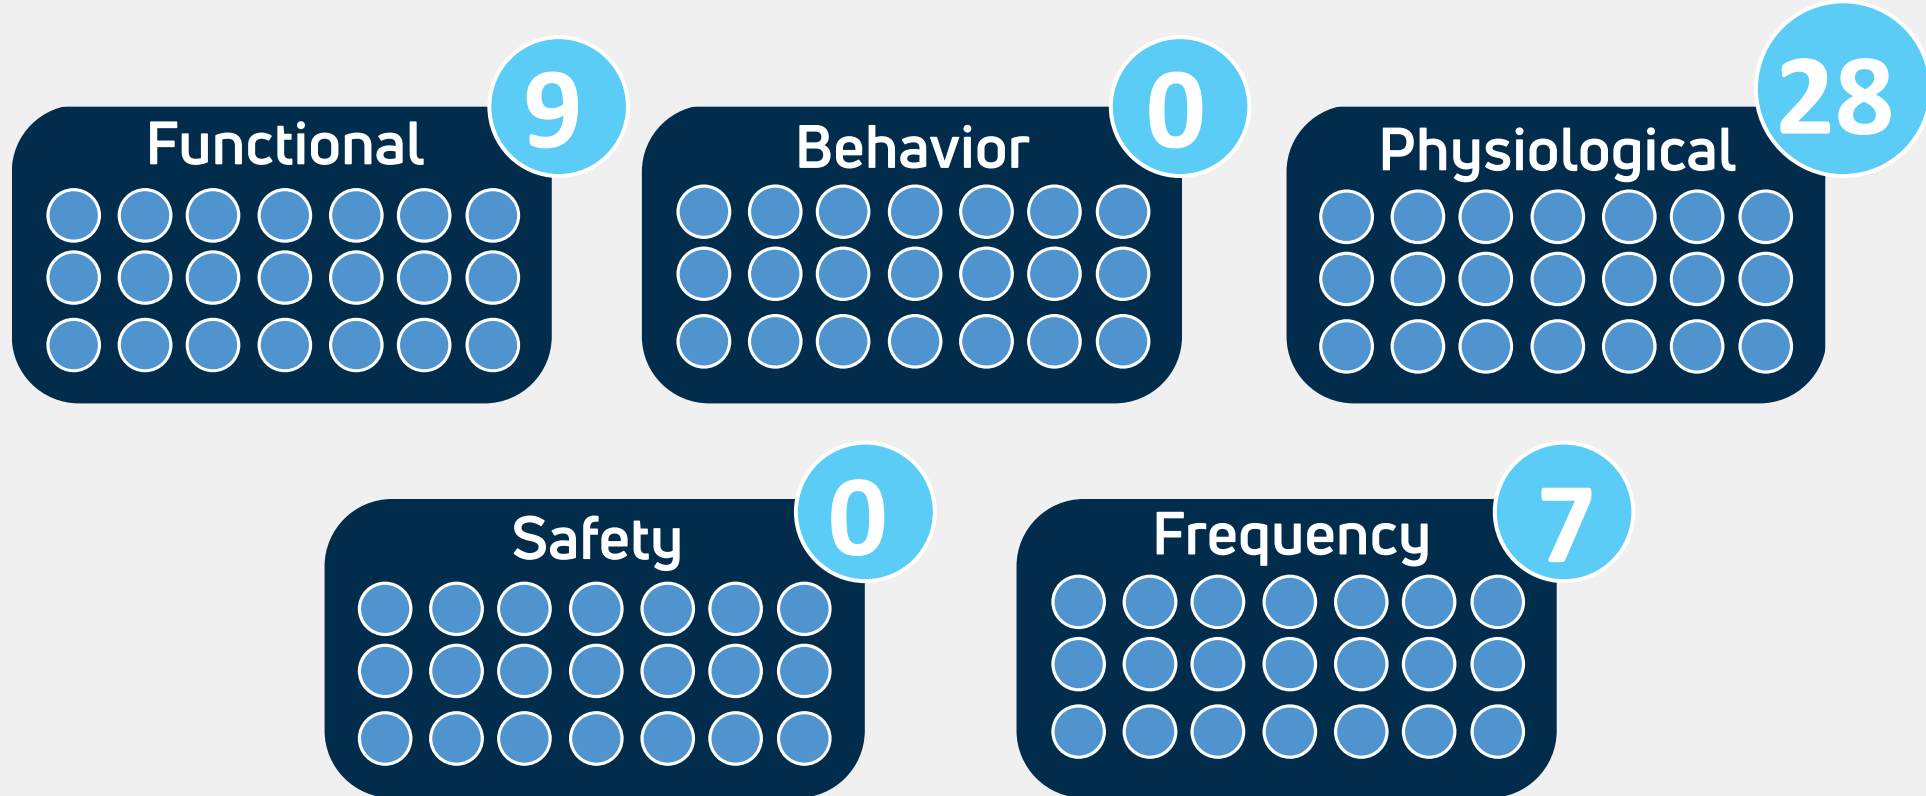 Functional
9
Behavior
0
Physiological
28
Safety
0
Frequency
7